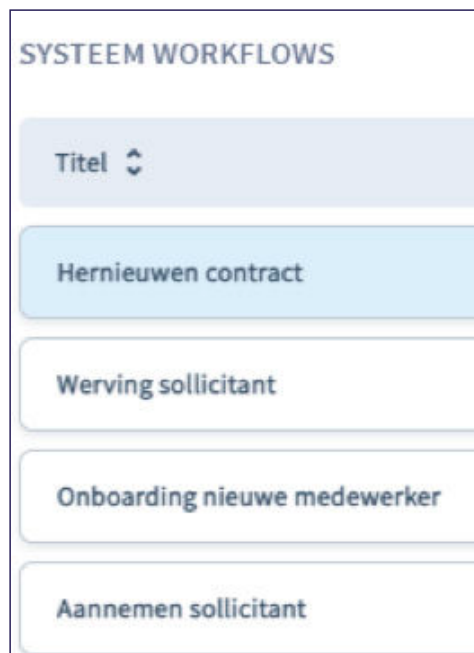 SYSTEEM WORKFLOWS
Titel
Hernieuwen contract
Werving sollicitant
Onboarding nieuwe medewerker
Aannemen sollicitant